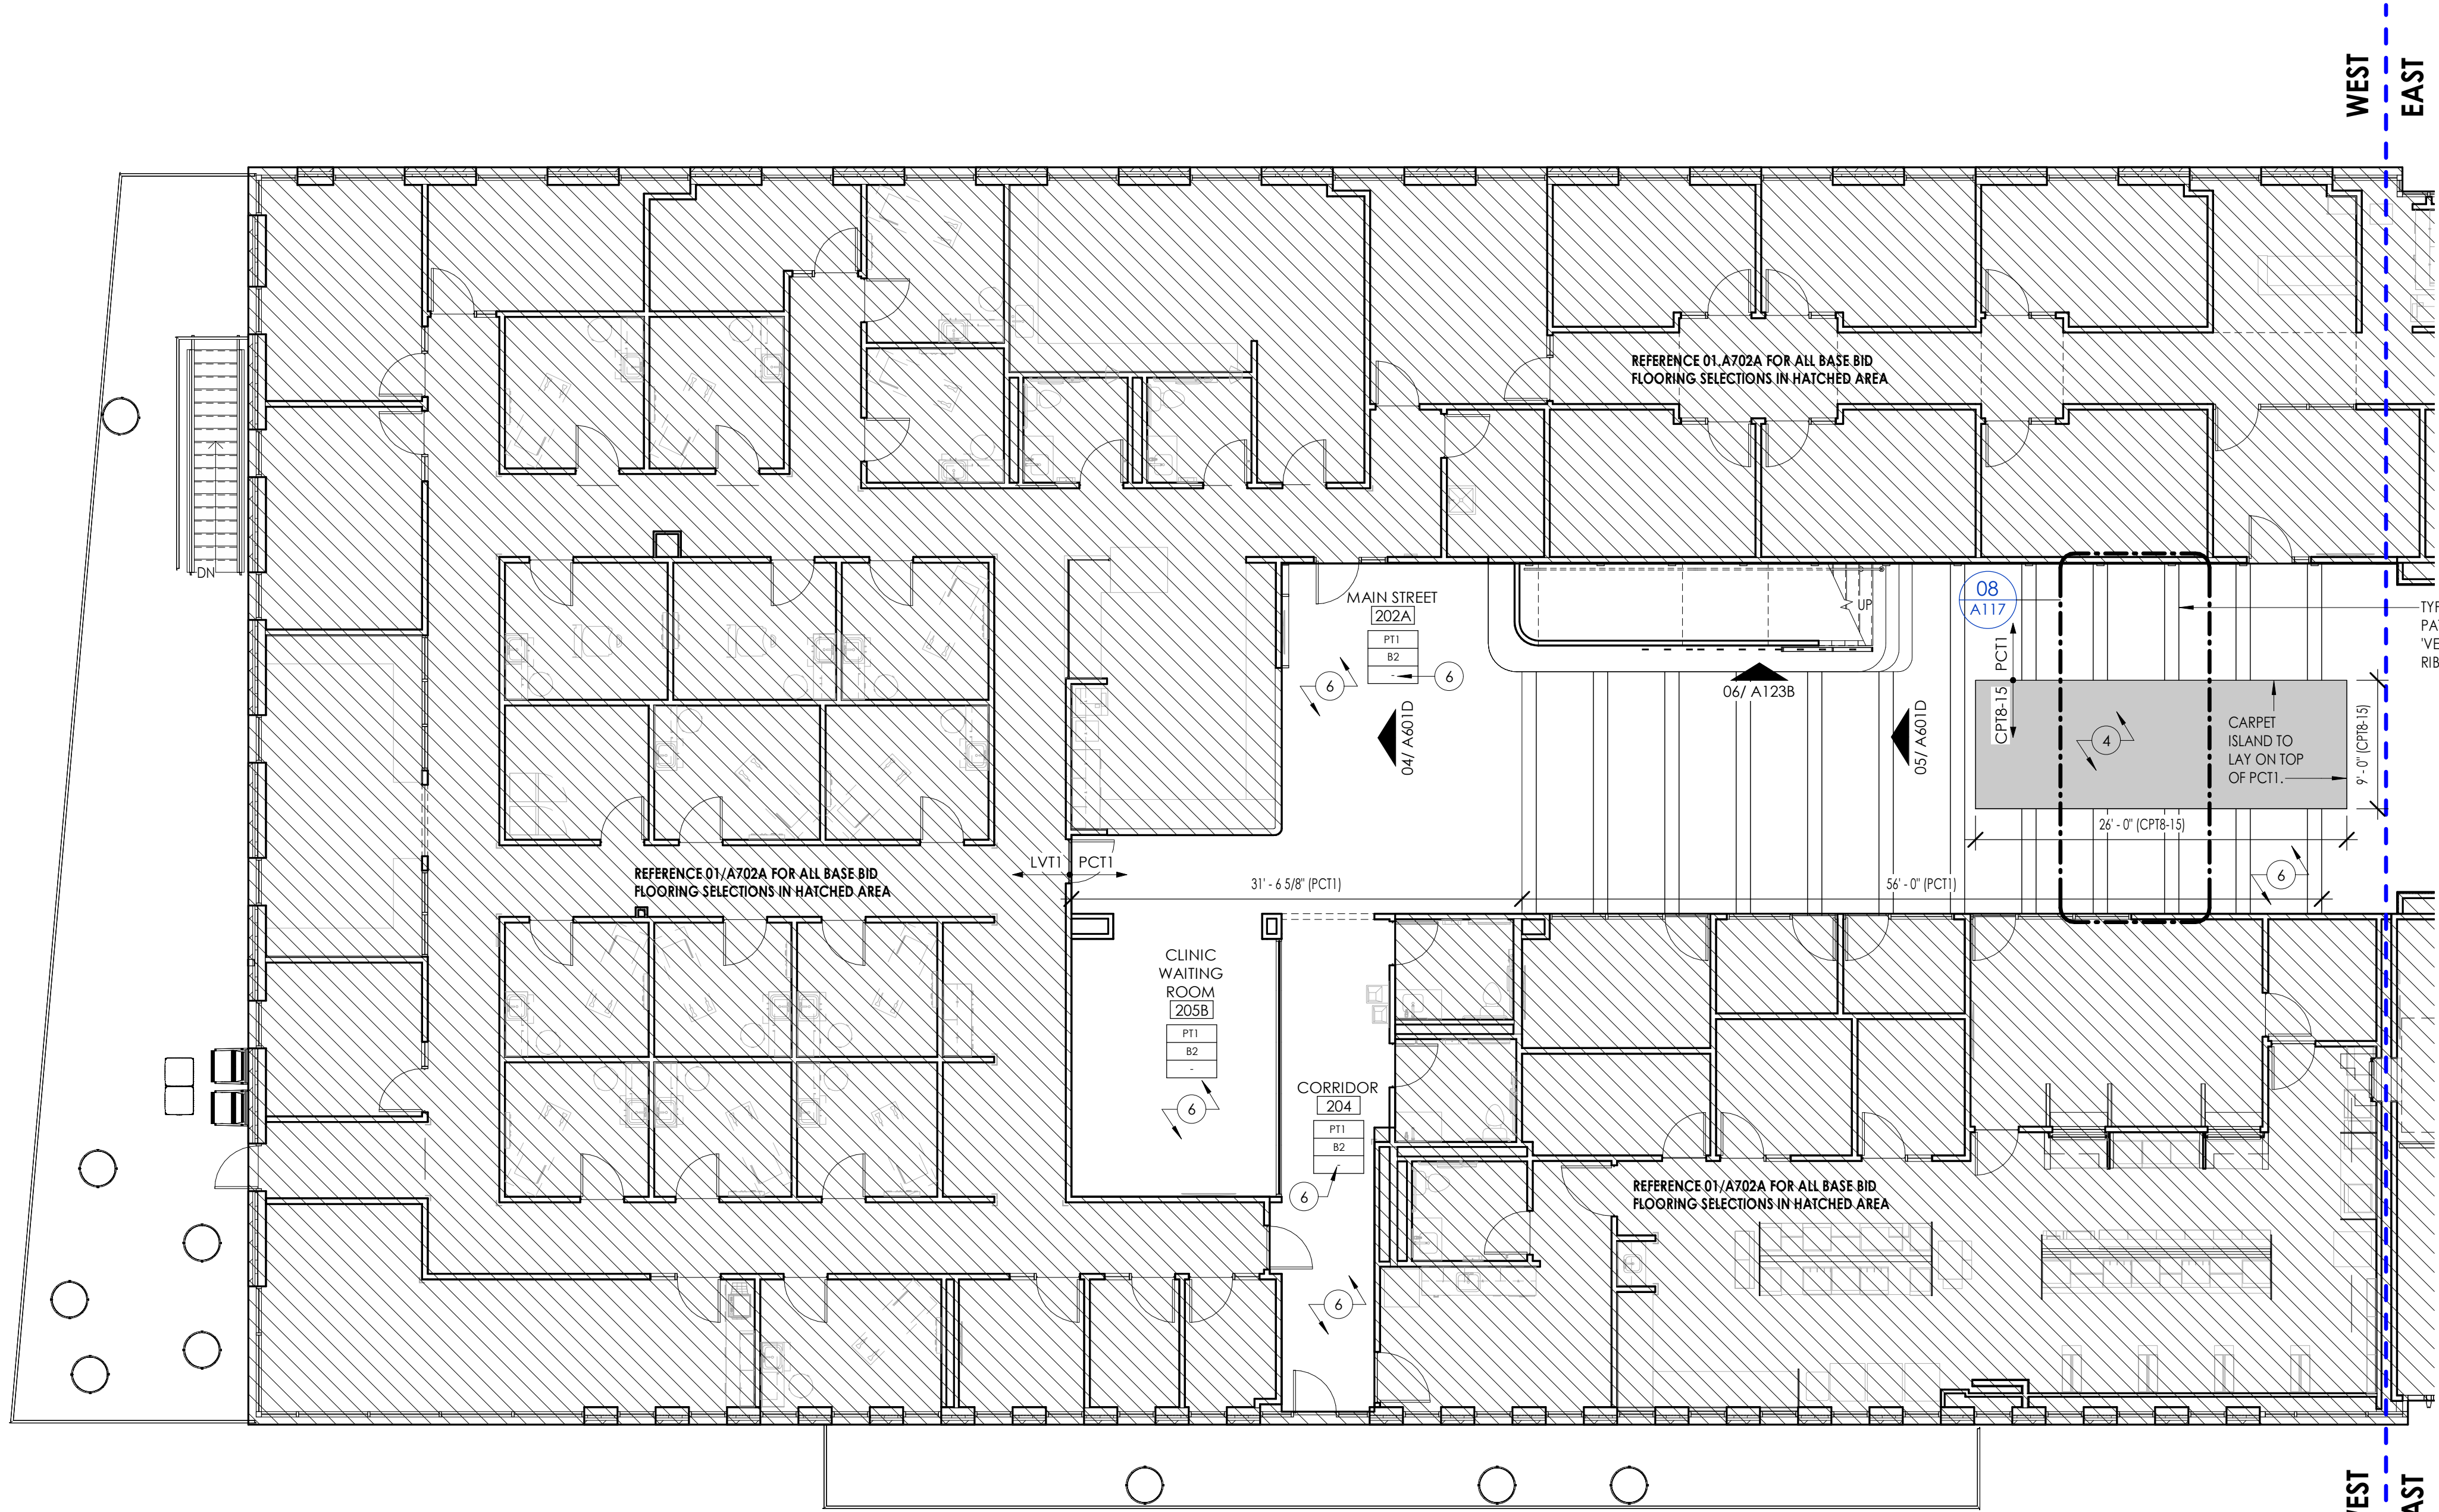 WEST
EAST
REFERENCE 01.A702A FOR ALL BASE BID
FLOORING SELECTIONS IN HATCHED AREA
DN
MAIN STREET
202A
PT1
B2
-
6
6
UP
08
A117
PCT1
CPT8-15
TYP
PAT
'VE
RIB
06/ A123B
04/ A601D
05/ A601D
4
CARPET
ISLAND TO
LAY ON TOP
OF PCT1.
9' - 0" (CPT8-15)
26' - 0" (CPT8-15)
REFERENCE 01/A702A FOR ALL BASE BID
FLOORING SELECTIONS IN HATCHED AREA
LVT1
PCT1
31' - 6 5/8" (PCT1)
56' - 0" (PCT1)
6
CLINIC
WAITING
ROOM
205B
PT1
B2
-
6
CORRIDOR
204
PT1
B2
-
6
REFERENCE 01/A702A FOR ALL BASE BID
FLOORING SELECTIONS IN HATCHED AREA
6
WEST
EAST